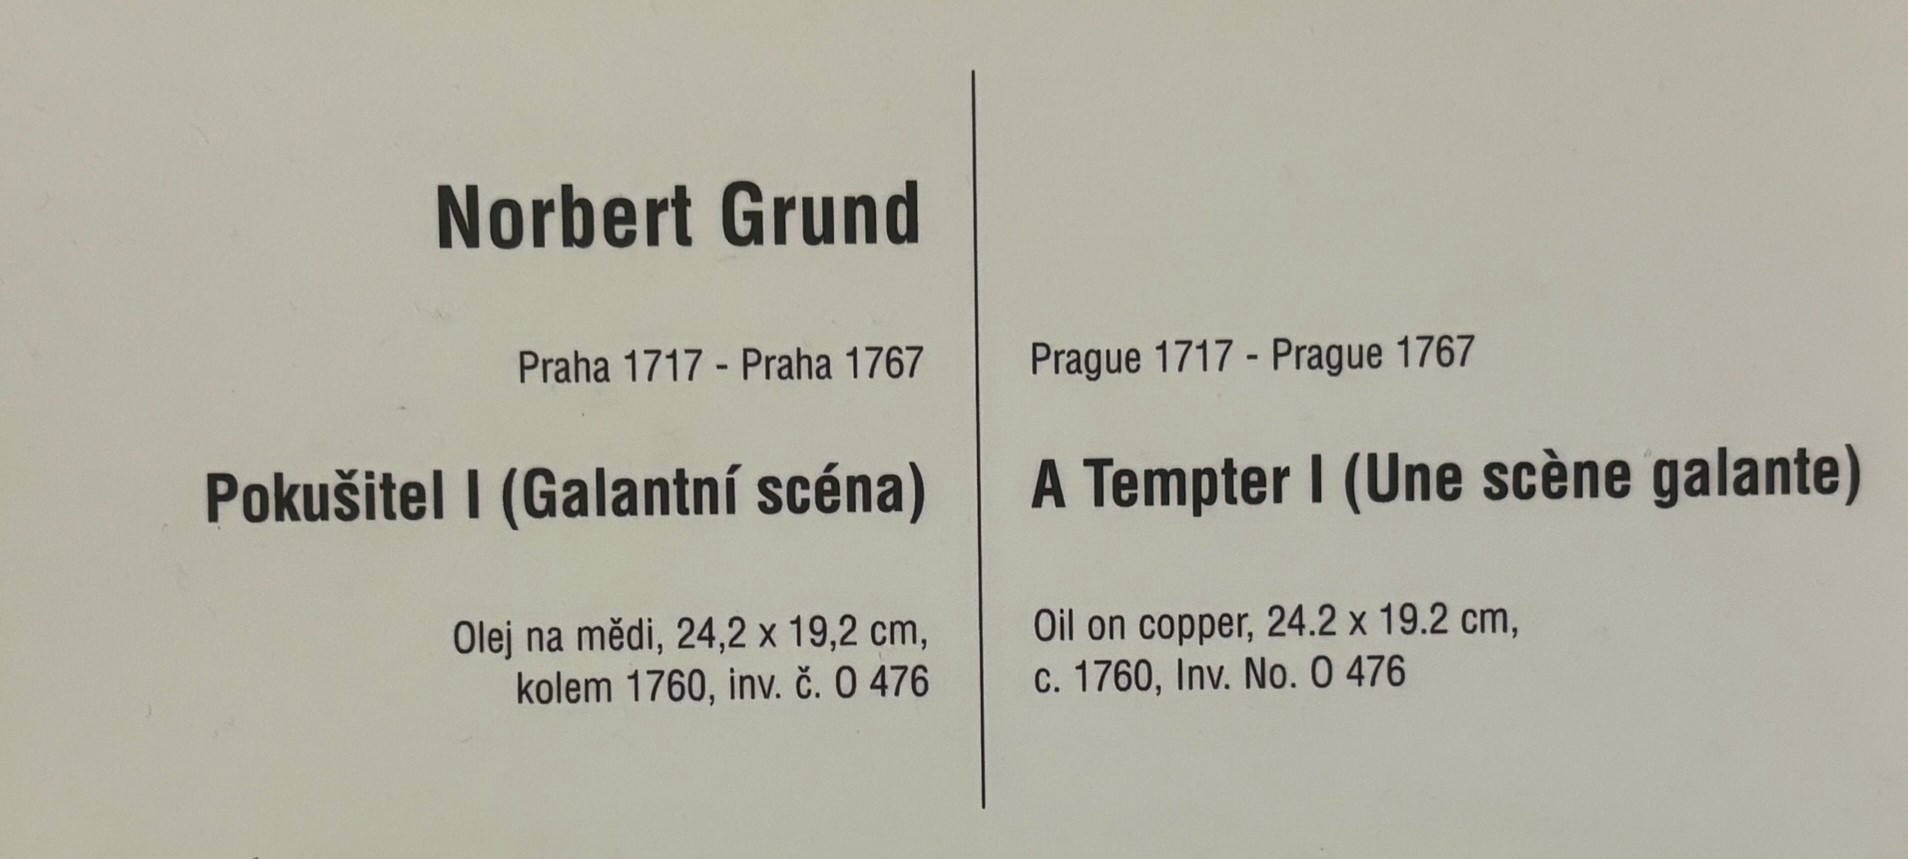 Norbert Grund
Praha 1717 - Praha 1767
Pokušitel I (Galantní scéna)
Olej na mědi, 24,2 x 19,2 cm,
kolem 1760, inv. č. O 476
Prague 1717 - Prague 1767
A Tempter I (Une scène galante)
Oil on copper, 24.2 x 19.2 cm,
c. 1760, Inv. No. O 476